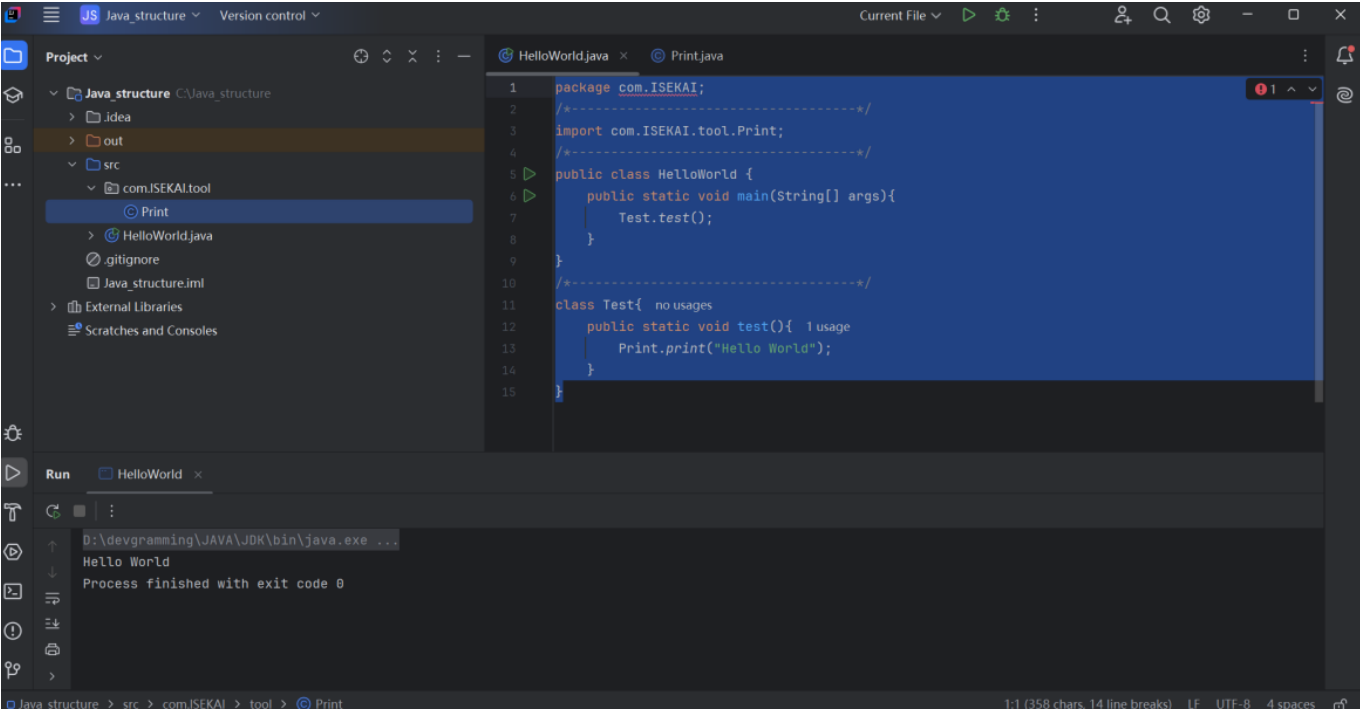 JS Java_structure Version control Current File
Project
HelloWorld.java Print.java
Java_structure C:\Java_structure
.idea
out
src
com.ISEKAI.tool
Print
HelloWorld.java
.gitignore
Java_structure.iml
External Libraries
Scratches and Consoles
1 package com.ISEKAI;
2 /*------------------------------------*/
3 import com.ISEKAI.tool.Print;
4 /*------------------------------------*/
5 public class HelloWorld {
6 public static void main(String[] args){
7 Test.test();
8 }
9 }
10 /*------------------------------------*/
11 class Test{ no usages
12 public static void test(){ 1 usage
13 Print.print("Hello World");
14 }
15 }
1
Run HelloWorld
D:\devgramming\JAVA\JDK\bin\java.exe ...
Hello World
Process finished with exit code 0
Java_structure > src > com.ISEKAI > tool > Print 1:1 (358 chars, 14 line breaks) LF UTF-8 4 spaces